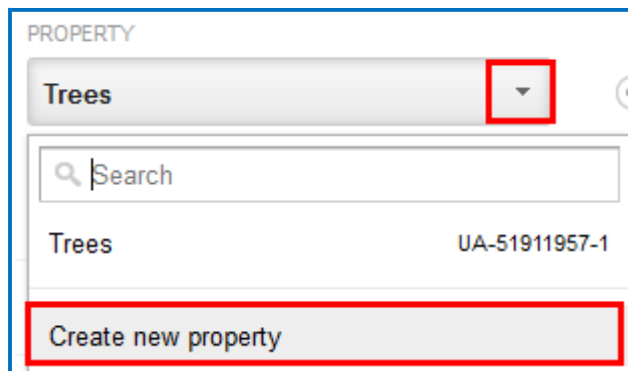 PROPERTY
Trees
Search
Trees UA-51911957-1
Create new property